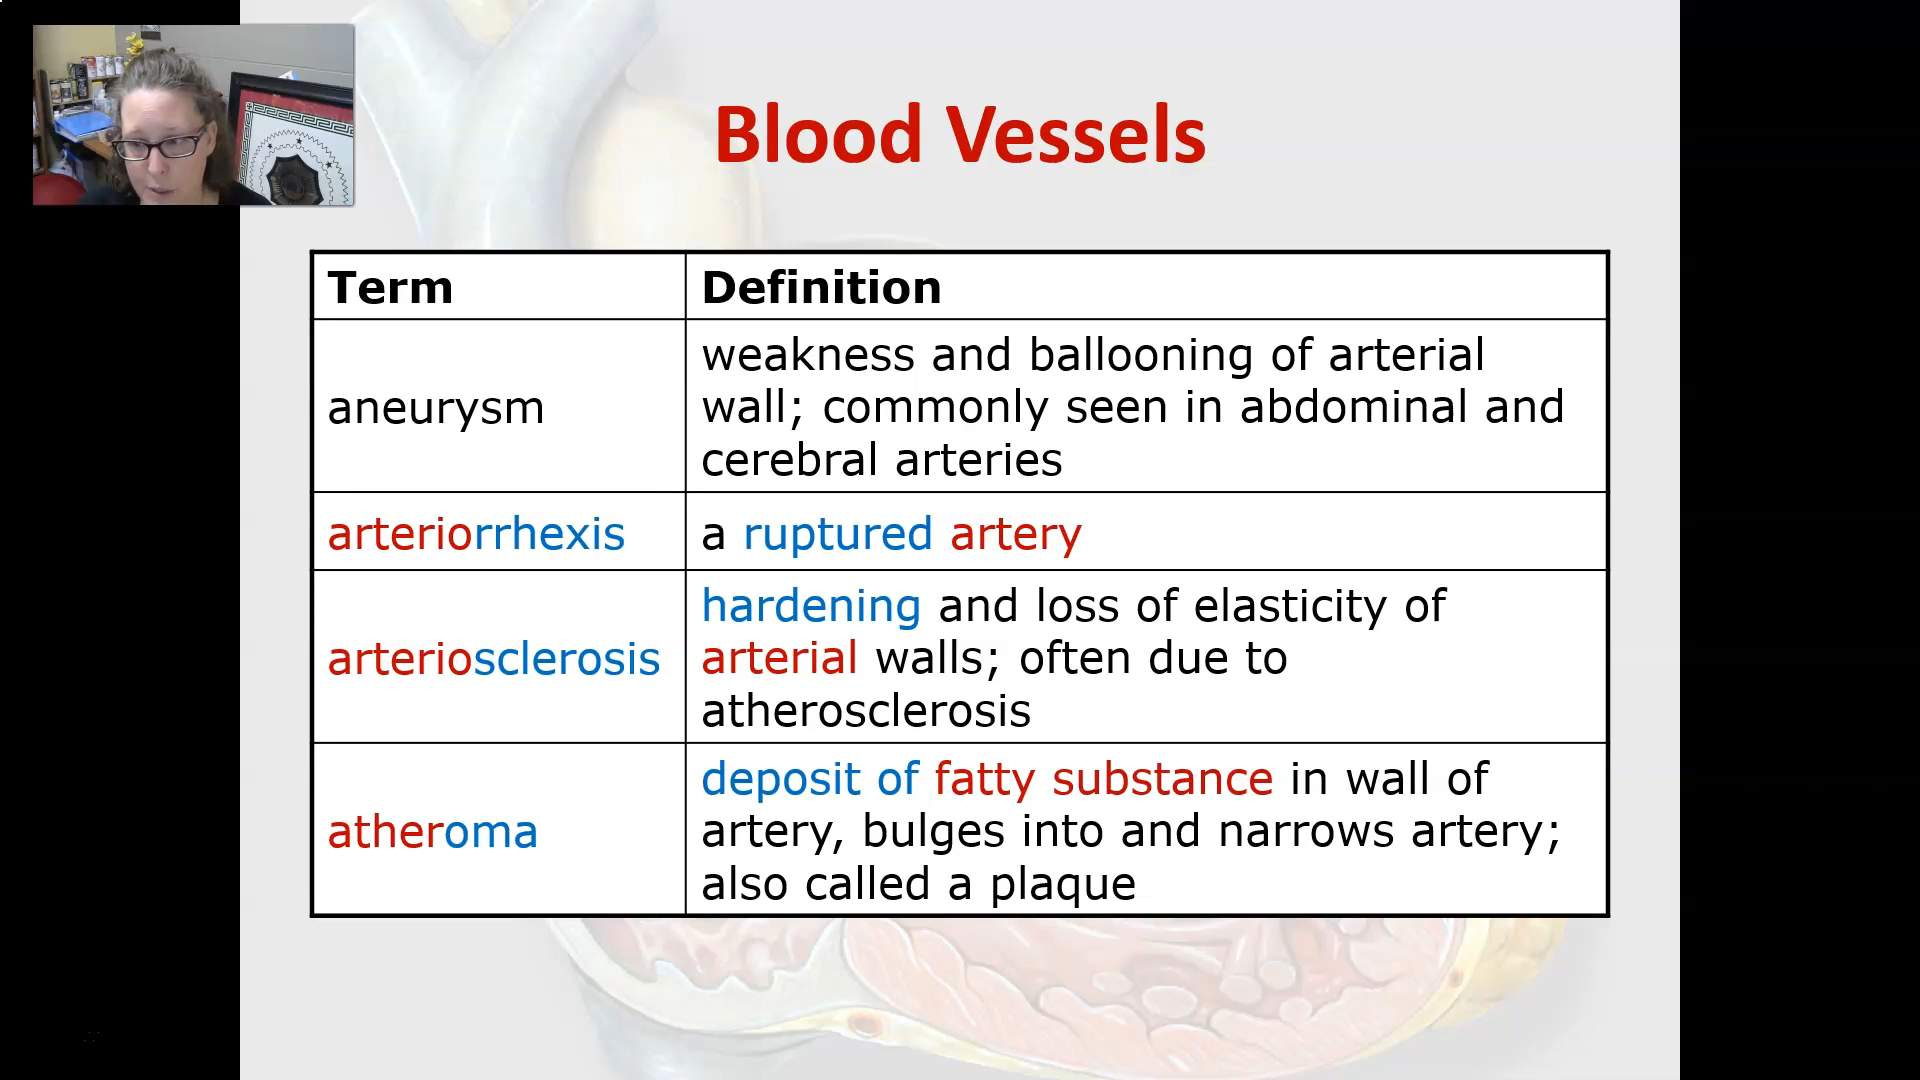 Blood Vessels
Term
Definition
aneurysm
weakness and ballooning of arterial
wall; commonly seen in abdominal and
cerebral arteries
arteriorrhexis
a ruptured artery
arteriosclerosis
hardening and loss of elasticity of
arterial walls; often due to
atherosclerosis
atheroma
deposit of fatty substance in wall of
artery, bulges into and narrows artery;
also called a plaque